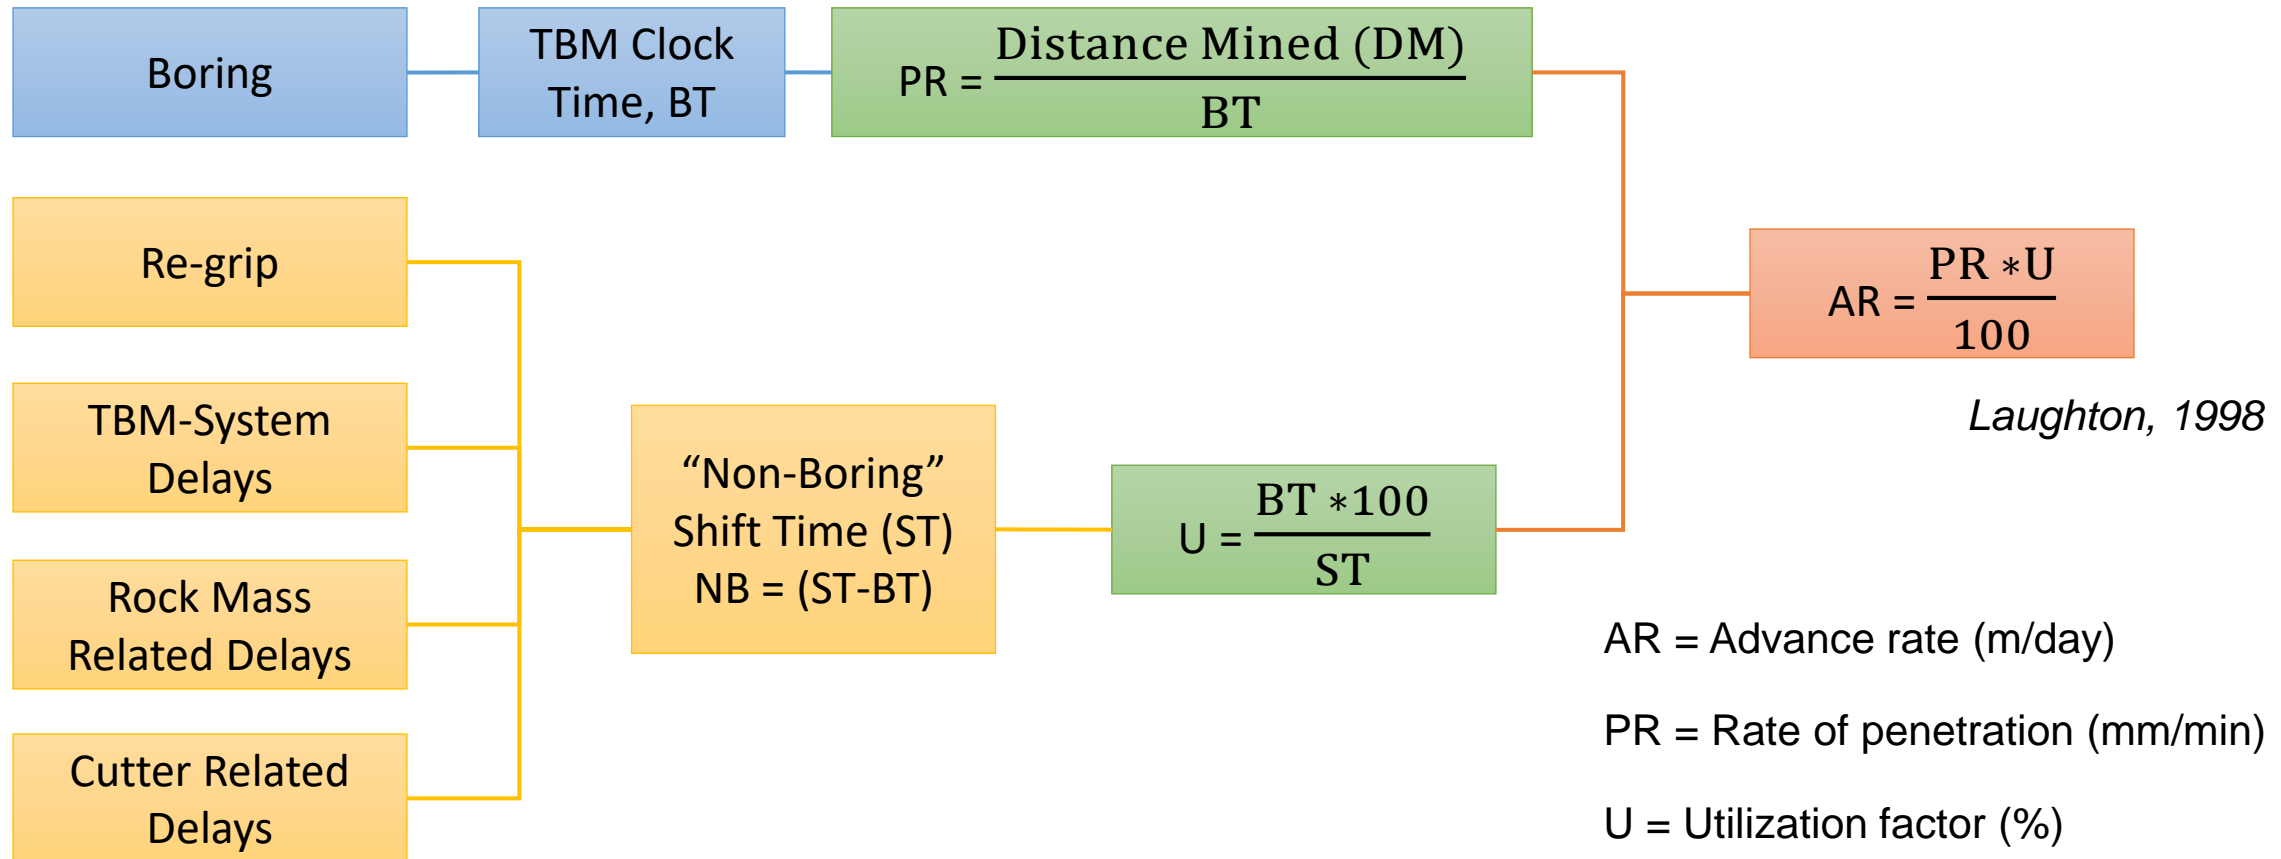 Boring
TBM Clock
Time, BT
PR = Distance Mined (DM)
BT
Re-grip
TBM-System
Delays
Rock Mass
Related Delays
Cutter Related
Delays
“Non-Boring”
Shift Time (ST)
NB = (ST-BT)
U = BT *100
ST
AR = PR *U
100
Laughton, 1998
AR = Advance rate (m/day)
PR = Rate of penetration (mm/min)
U = Utilization factor (%)